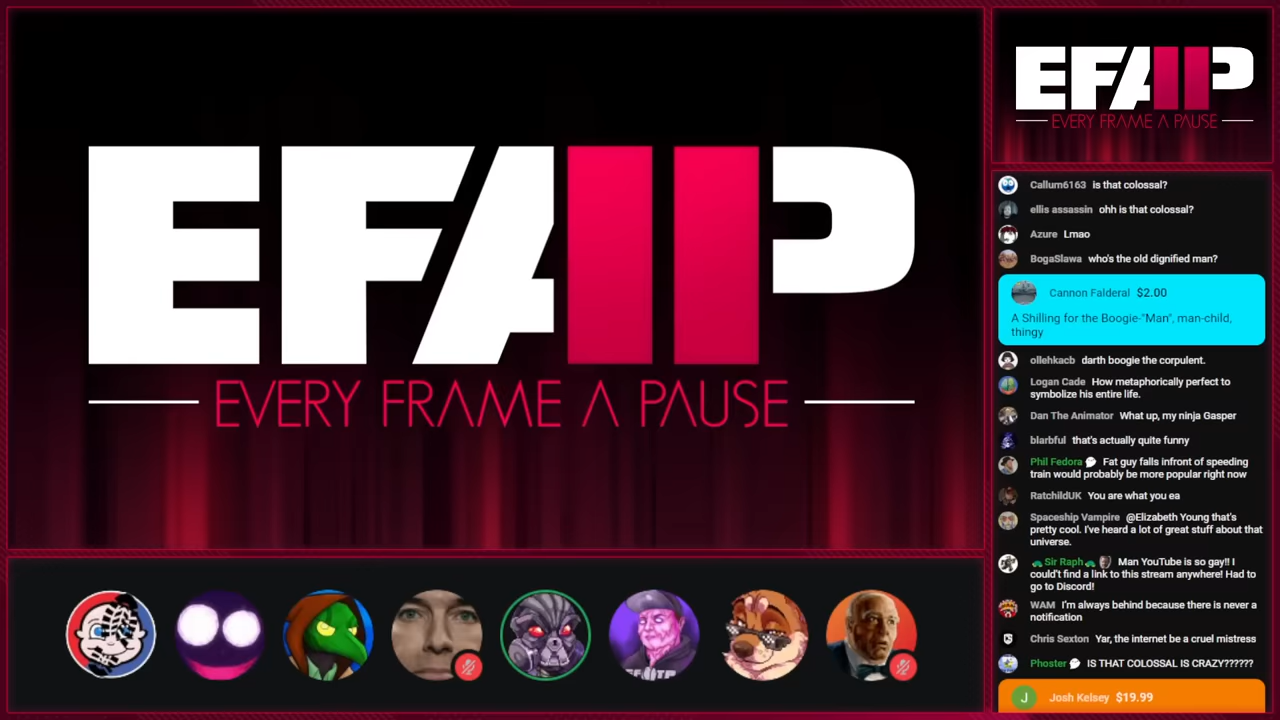 EFAP
EVERY FRAME A PAUSE
EFAP
EVERY FRAME A PAUSE
Callum6163 is that colossal?
ellis assassin ohh is that colossal?
Azure Lmao
BogaSlawa who's the old dignified man?
Cannon Falderal $2.00
A Shilling for the Boogie-"Man", man-child,
thingy
ollehkacb darth boogie the corpulent.
Logan Cade How metaphorically perfect to
symbolize his entire life.
Dan The Animator What up, my ninja Gasper
blarbful that's actually quite funny
Phil Fedora Fat guy falls infront of speeding
train would probably be more popular right now
RatchildUK You are what you ea
Spaceship Vampire @Elizabeth Young that's
pretty cool. I've heard a lot of great stuff about that
universe.
Sir Raph Man YouTube is so gay!! I
could't find a link to this stream anywhere! Had to
go to Discord!
WAM I'm always behind because there is never a
notification
Chris Sexton Yar, the internet be a cruel mistress
Phoster IS THAT COLOSSAL IS CRAZY??????
J Josh Kelsey $19.99